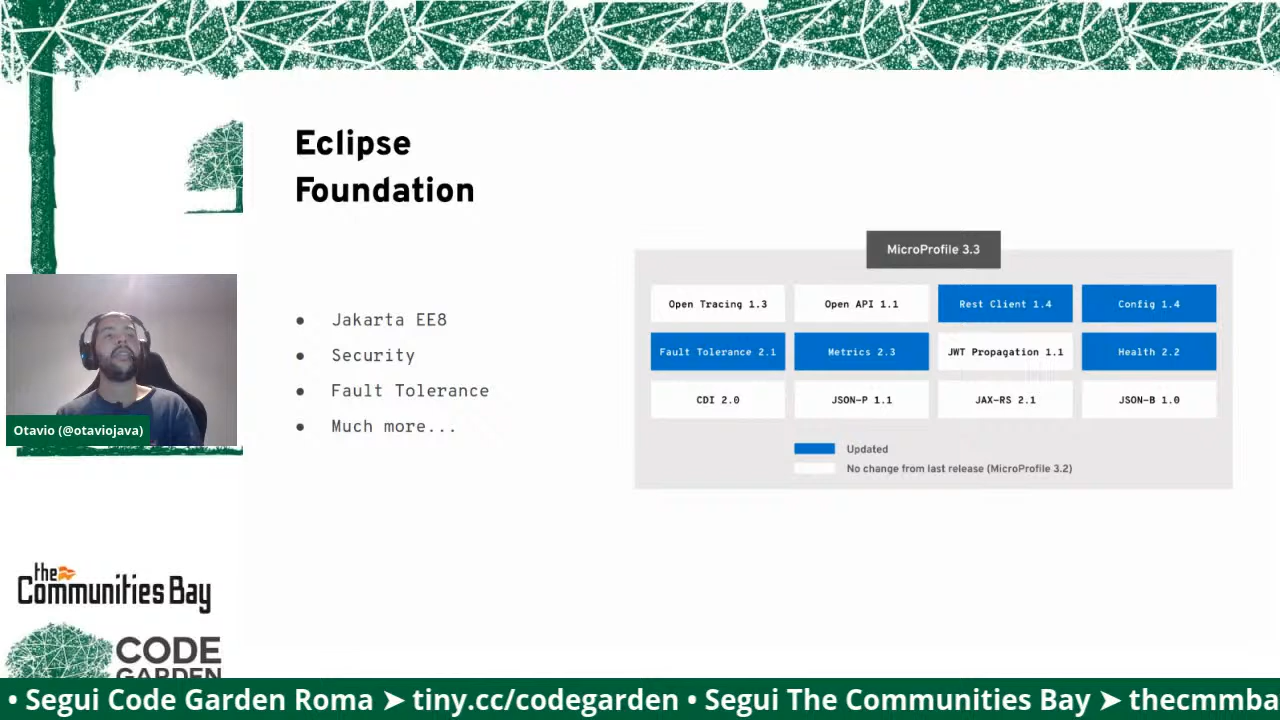 Eclipse
Foundation
• Jakarta EE8
• Security
• Fault Tolerance
• Much more...
MicroProfile 3.3
Open Tracing 1.3
Open API 1.1
Rest Client 1.4
Config 1.4
Fault Tolerance 2.1
Metrics 2.3
JWT Propagation 1.1
Health 2.2
CDI 2.0
JSON-P 1.1
JAX-RS 2.1
JSON-B 1.0
Updated
No change from last release (MicroProfile 3.2)
Otavio (@otaviojava)
the
Communities Bay
CODE
GARDEN
• Segui Code Garden Roma ➤ tiny.cc/codegarden • Segui The Communities Bay ➤ thecmmba